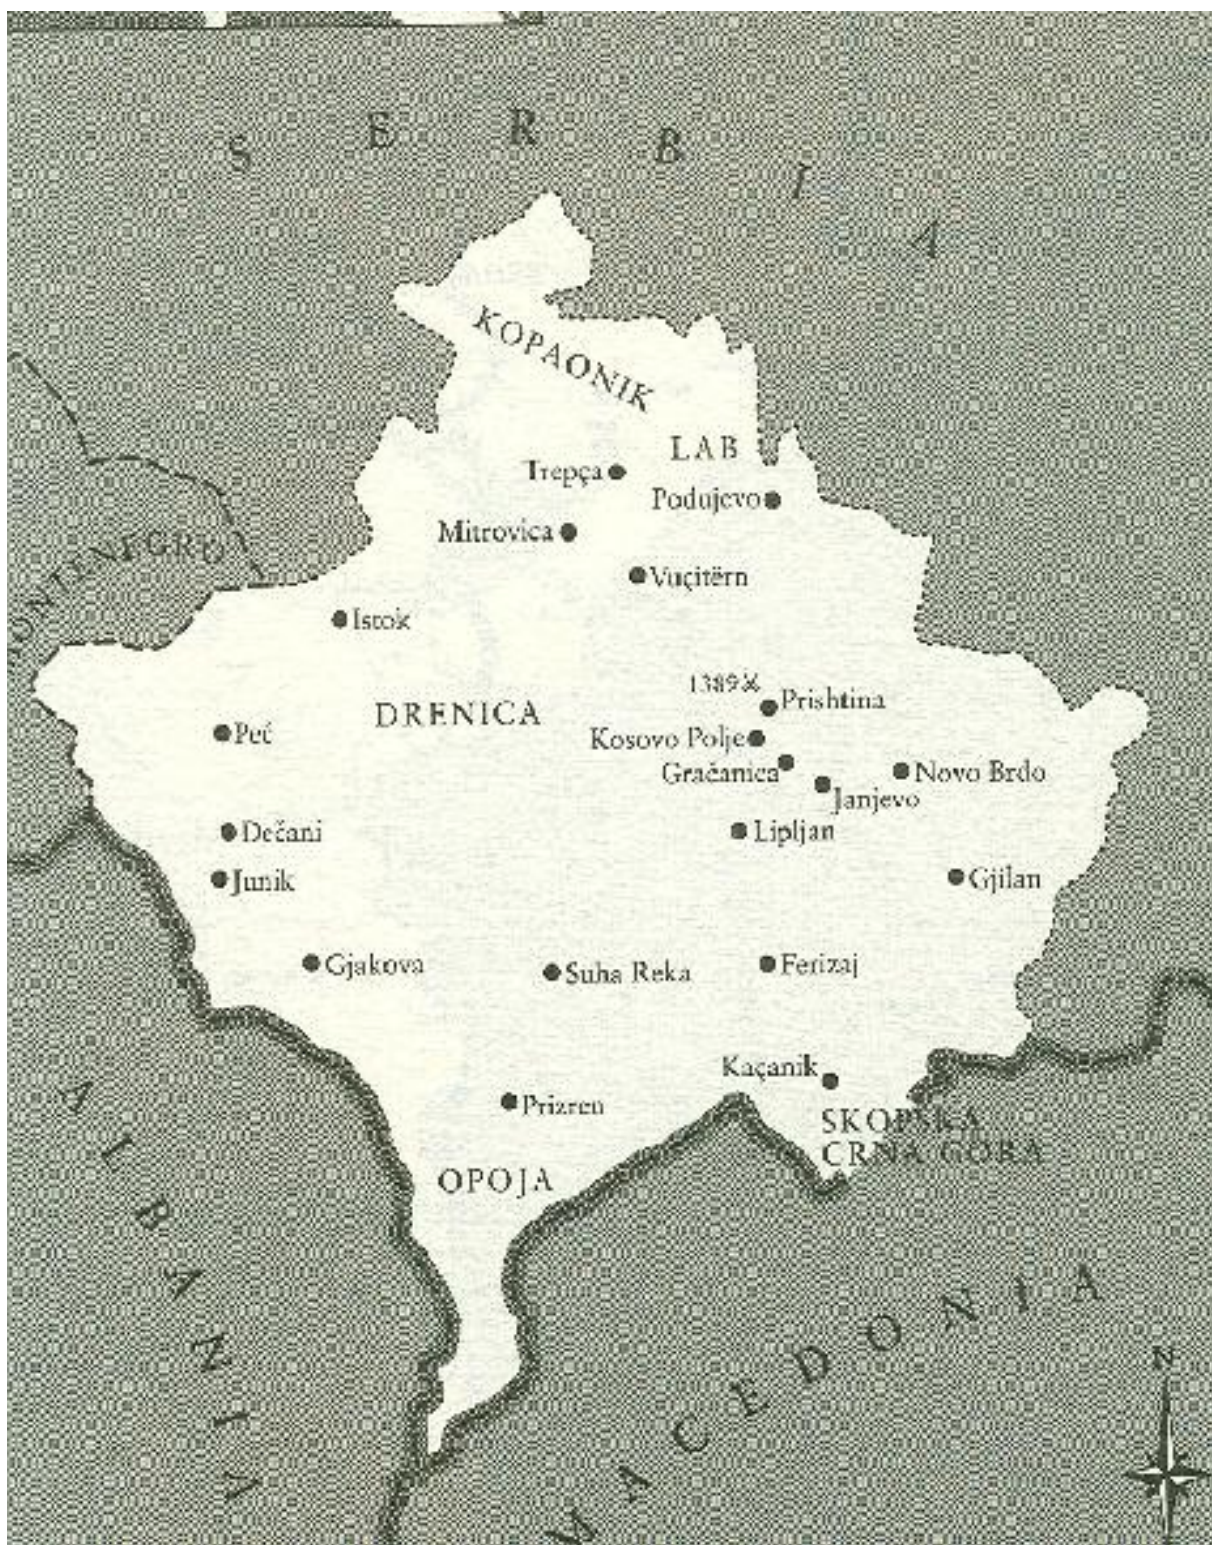 SERBIA
KOPAONIK
LAB
Trepça
Podujevo
Mitrovica
MONTENEGRO
Vuçitërn
Istok
1389
Prishtina
DRENICA
Peć
Kosovo Polje
Gračanica
Novo Brdo
Janjevo
Dečani
Lipljan
Junik
Gjilan
Gjakova
Suha Reka
Ferizaj
Kaçanik
Prizren
SKOPSKA
CRNA GORA
OPOJA
ALBANIA
MACEDONIA
N